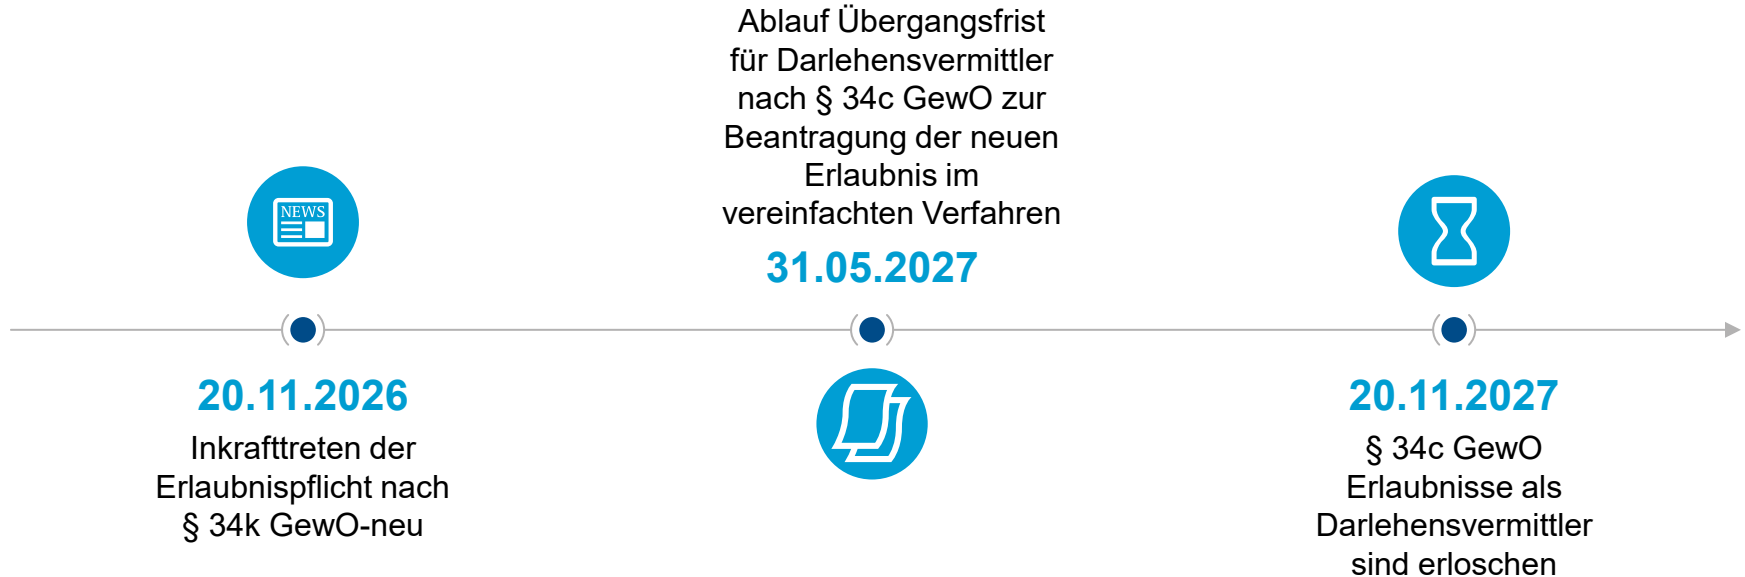 NEWS
20.11.2026
Inkrafttreten der
Erlaubnispflicht nach
§ 34k GewO-neu
Ablauf Übergangsfrist
für Darlehensvermittler
nach § 34c GewO zur
Beantragung der neuen
Erlaubnis im
vereinfachten Verfahren
31.05.2027
20.11.2027
§ 34c GewO
Erlaubnisse als
Darlehensvermittler
sind erloschen